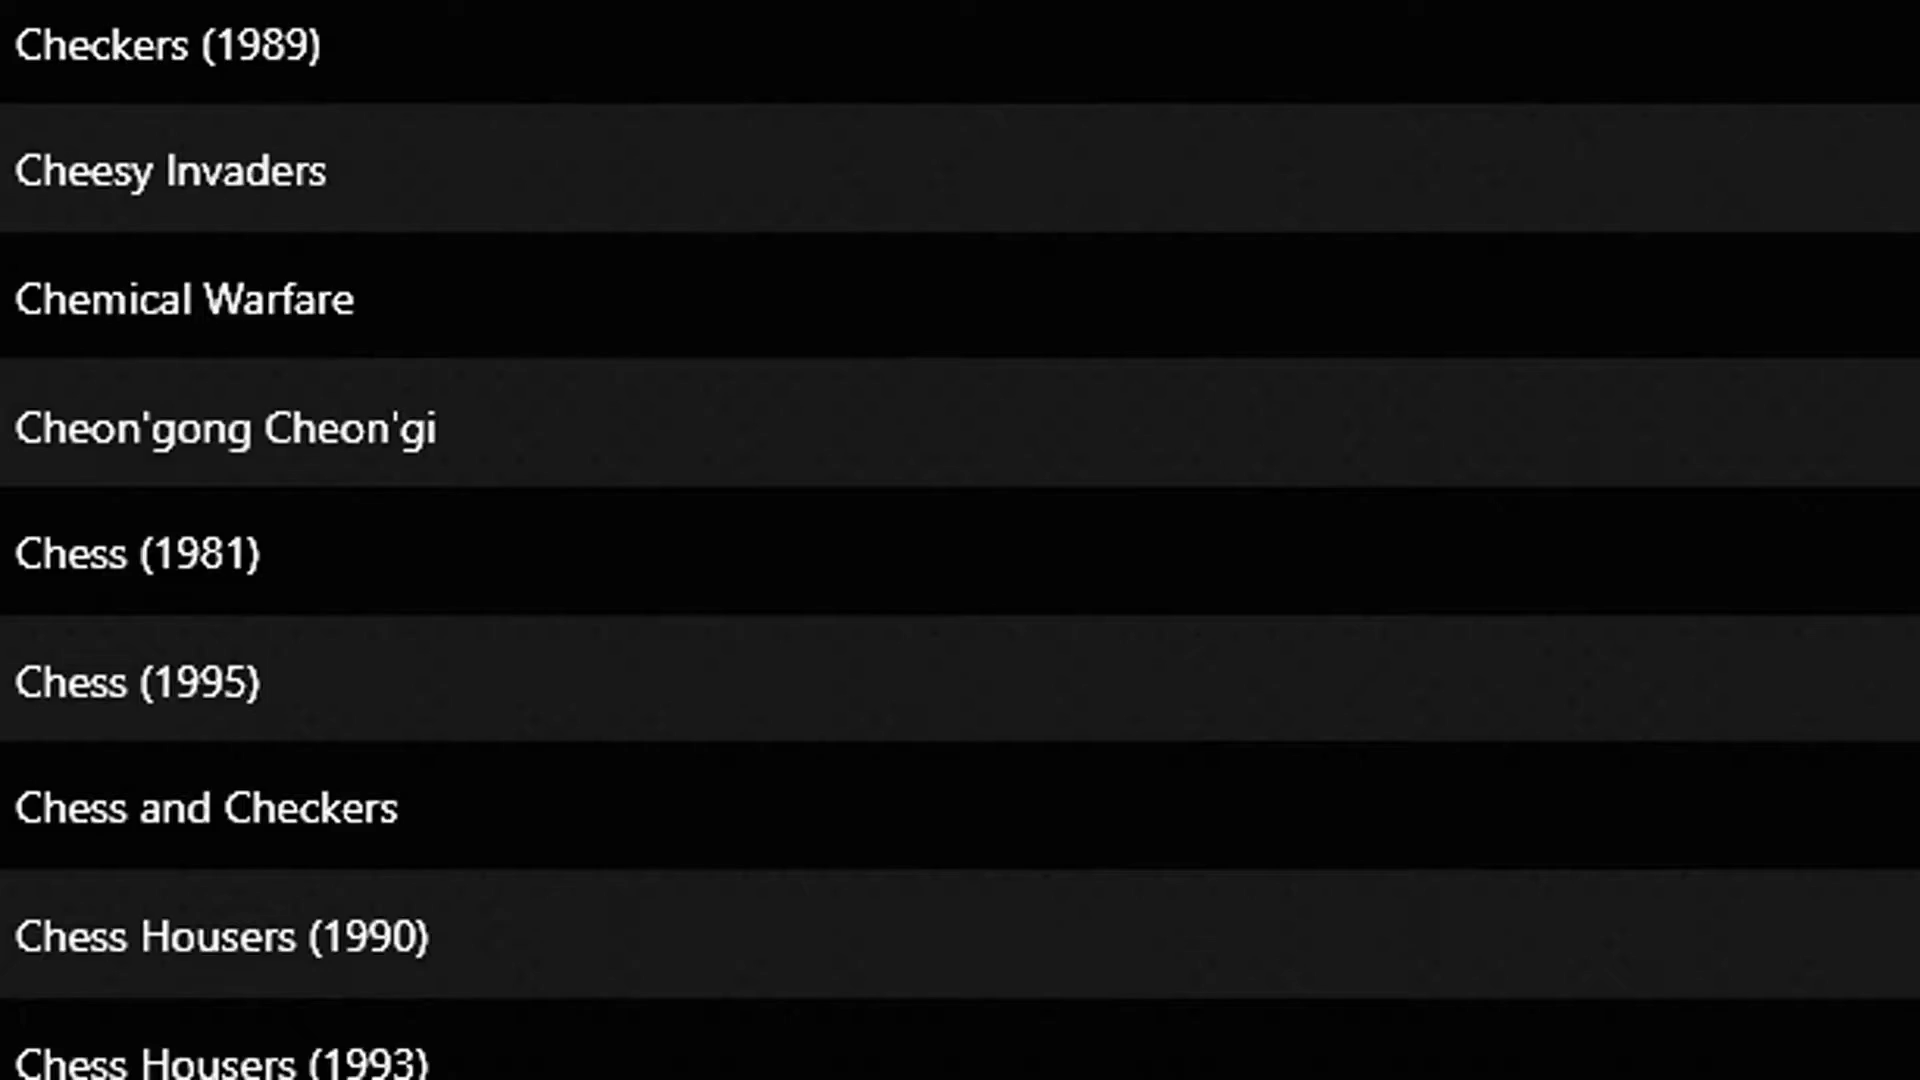 Checkers (1989)
Cheesy Invaders
Chemical Warfare
Cheon'gong Cheon'gi
Chess (1981)
Chess (1995)
Chess and Checkers
Chess Housers (1990)
Chess Housers (1993)